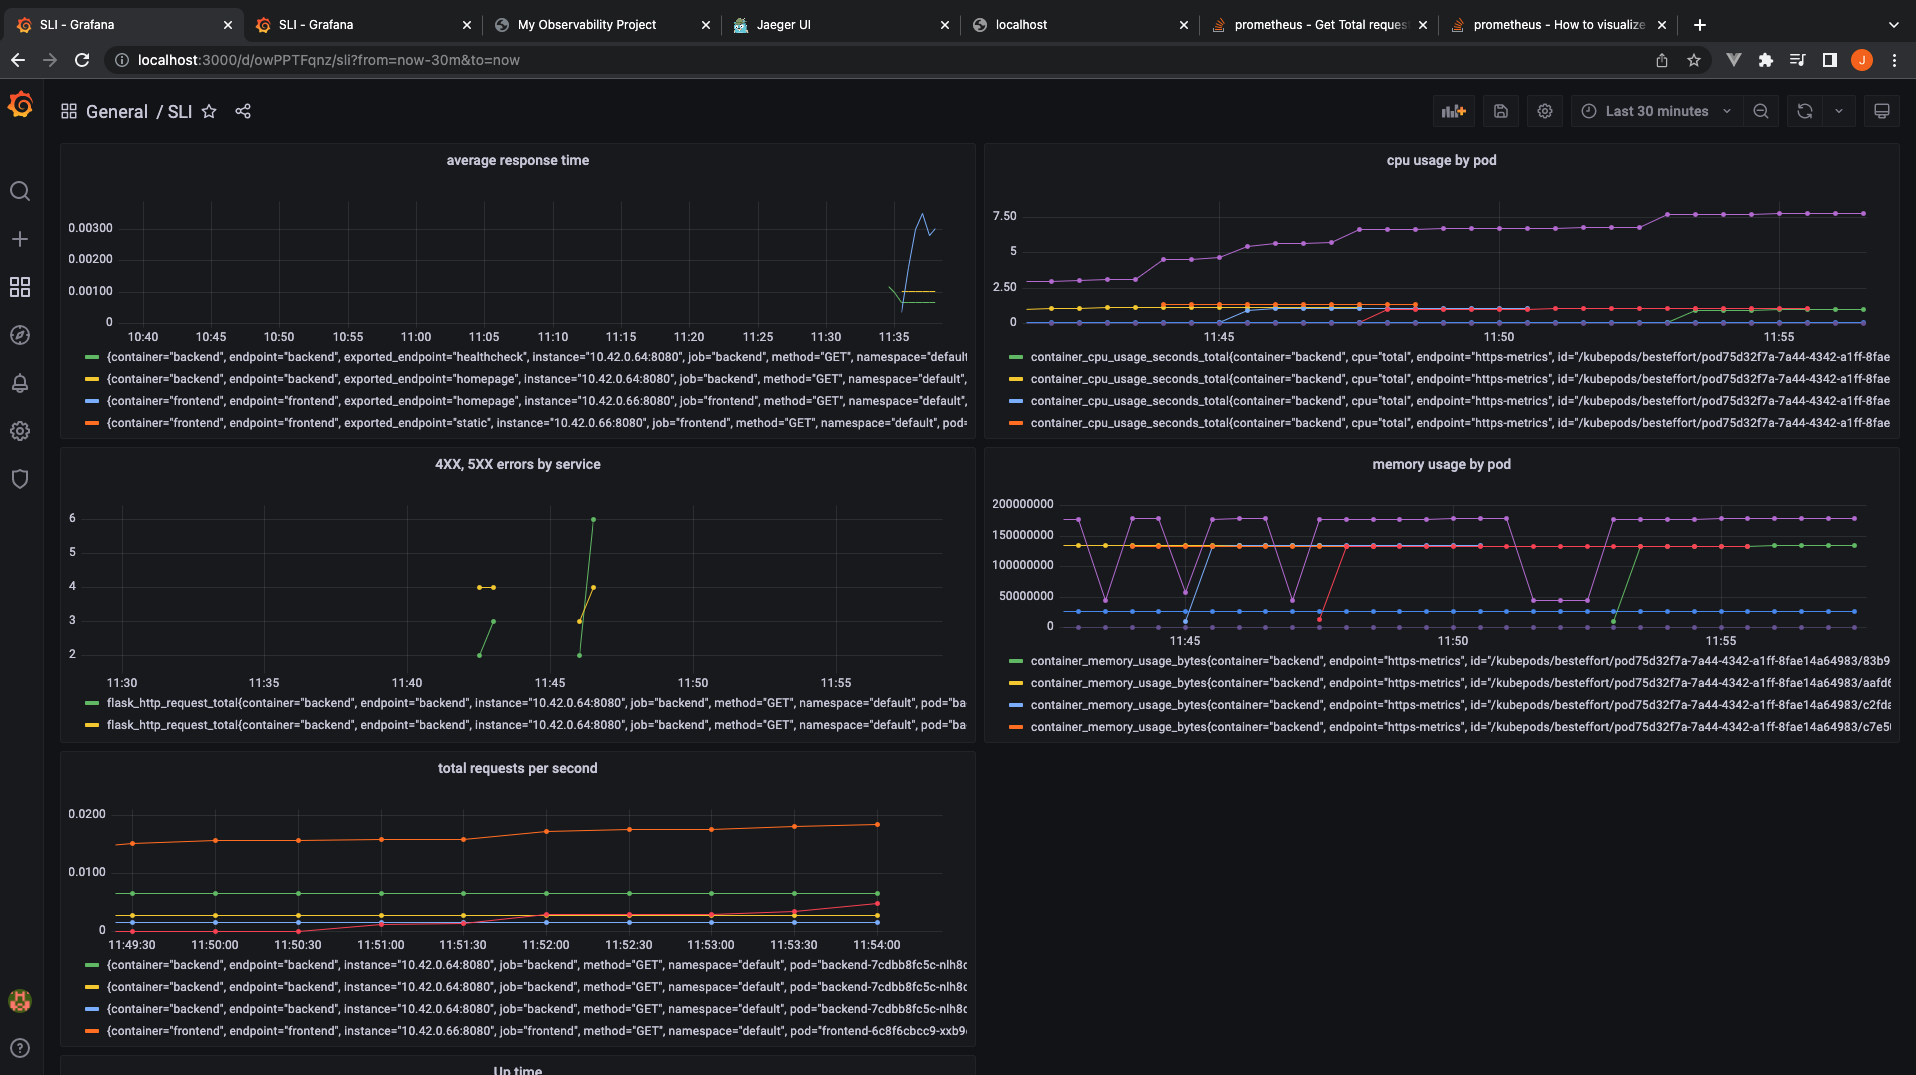 SLI - Grafana
SLI - Grafana
My Observability Project
Jaeger UI
localhost
prometheus - Get Total reques
prometheus - How to visualize
localhost:3000/d/owPPTFqnz/sli?from=now-30m&to=now
J
General / SLI
Last 30 minutes
average response time
0.00300
0.00200
0.00100
0
10:40 10:45 10:50 10:55 11:00 11:05 11:10 11:15 11:20 11:25 11:30 11:35
{container="backend", endpoint="backend", exported_endpoint="healthcheck", instance="10.42.0.64:8080", job="backend", method="GET", namespace="default
{container="backend", endpoint="backend", exported_endpoint="homepage", instance="10.42.0.64:8080", job="backend", method="GET", namespace="default",
{container="frontend", endpoint="frontend", exported_endpoint="homepage", instance="10.42.0.66:8080", job="frontend", method="GET", namespace="default",
{container="frontend", endpoint="frontend", exported_endpoint="static", instance="10.42.0.66:8080", job="frontend", method="GET", namespace="default", pod=
cpu usage by pod
7.50
5
2.50
0
11:45 11:50 11:55
container_cpu_usage_seconds_total{container="backend", cpu="total", endpoint="https-metrics", id="/kubepods/besteffort/pod75d32f7a-7a44-4342-a1ff-8fae
container_cpu_usage_seconds_total{container="backend", cpu="total", endpoint="https-metrics", id="/kubepods/besteffort/pod75d32f7a-7a44-4342-a1ff-8fae
container_cpu_usage_seconds_total{container="backend", cpu="total", endpoint="https-metrics", id="/kubepods/besteffort/pod75d32f7a-7a44-4342-a1ff-8fae
container_cpu_usage_seconds_total{container="backend", cpu="total", endpoint="https-metrics", id="/kubepods/besteffort/pod75d32f7a-7a44-4342-a1ff-8fae
4XX, 5XX errors by service
6
5
4
3
2
11:30 11:35 11:40 11:45 11:50 11:55
flask_http_request_total{container="backend", endpoint="backend", instance="10.42.0.64:8080", job="backend", method="GET", namespace="default", pod="ba
flask_http_request_total{container="backend", endpoint="backend", instance="10.42.0.64:8080", job="backend", method="GET", namespace="default", pod="ba
memory usage by pod
200000000
150000000
100000000
50000000
0
11:45 11:50 11:55
container_memory_usage_bytes{container="backend", endpoint="https-metrics", id="/kubepods/besteffort/pod75d32f7a-7a44-4342-a1ff-8fae14a64983/83b9
container_memory_usage_bytes{container="backend", endpoint="https-metrics", id="/kubepods/besteffort/pod75d32f7a-7a44-4342-a1ff-8fae14a64983/aafd6
container_memory_usage_bytes{container="backend", endpoint="https-metrics", id="/kubepods/besteffort/pod75d32f7a-7a44-4342-a1ff-8fae14a64983/c2fda
container_memory_usage_bytes{container="backend", endpoint="https-metrics", id="/kubepods/besteffort/pod75d32f7a-7a44-4342-a1ff-8fae14a64983/c7e5
total requests per second
0.0200
0.0100
0
11:49:30 11:50:00 11:50:30 11:51:00 11:51:30 11:52:00 11:52:30 11:53:00 11:53:30 11:54:00
{container="backend", endpoint="backend", instance="10.42.0.64:8080", job="backend", method="GET", namespace="default", pod="backend-7cdbb8fc5c-nlh8c
{container="backend", endpoint="backend", instance="10.42.0.64:8080", job="backend", method="GET", namespace="default", pod="backend-7cdbb8fc5c-nlh8c
{container="backend", endpoint="backend", instance="10.42.0.64:8080", job="backend", method="GET", namespace="default", pod="backend-7cdbb8fc5c-nlh8c
{container="frontend", endpoint="frontend", instance="10.42.0.66:8080", job="frontend", method="GET", namespace="default", pod="frontend-6c8f6cbcc9-xxb9
Up time